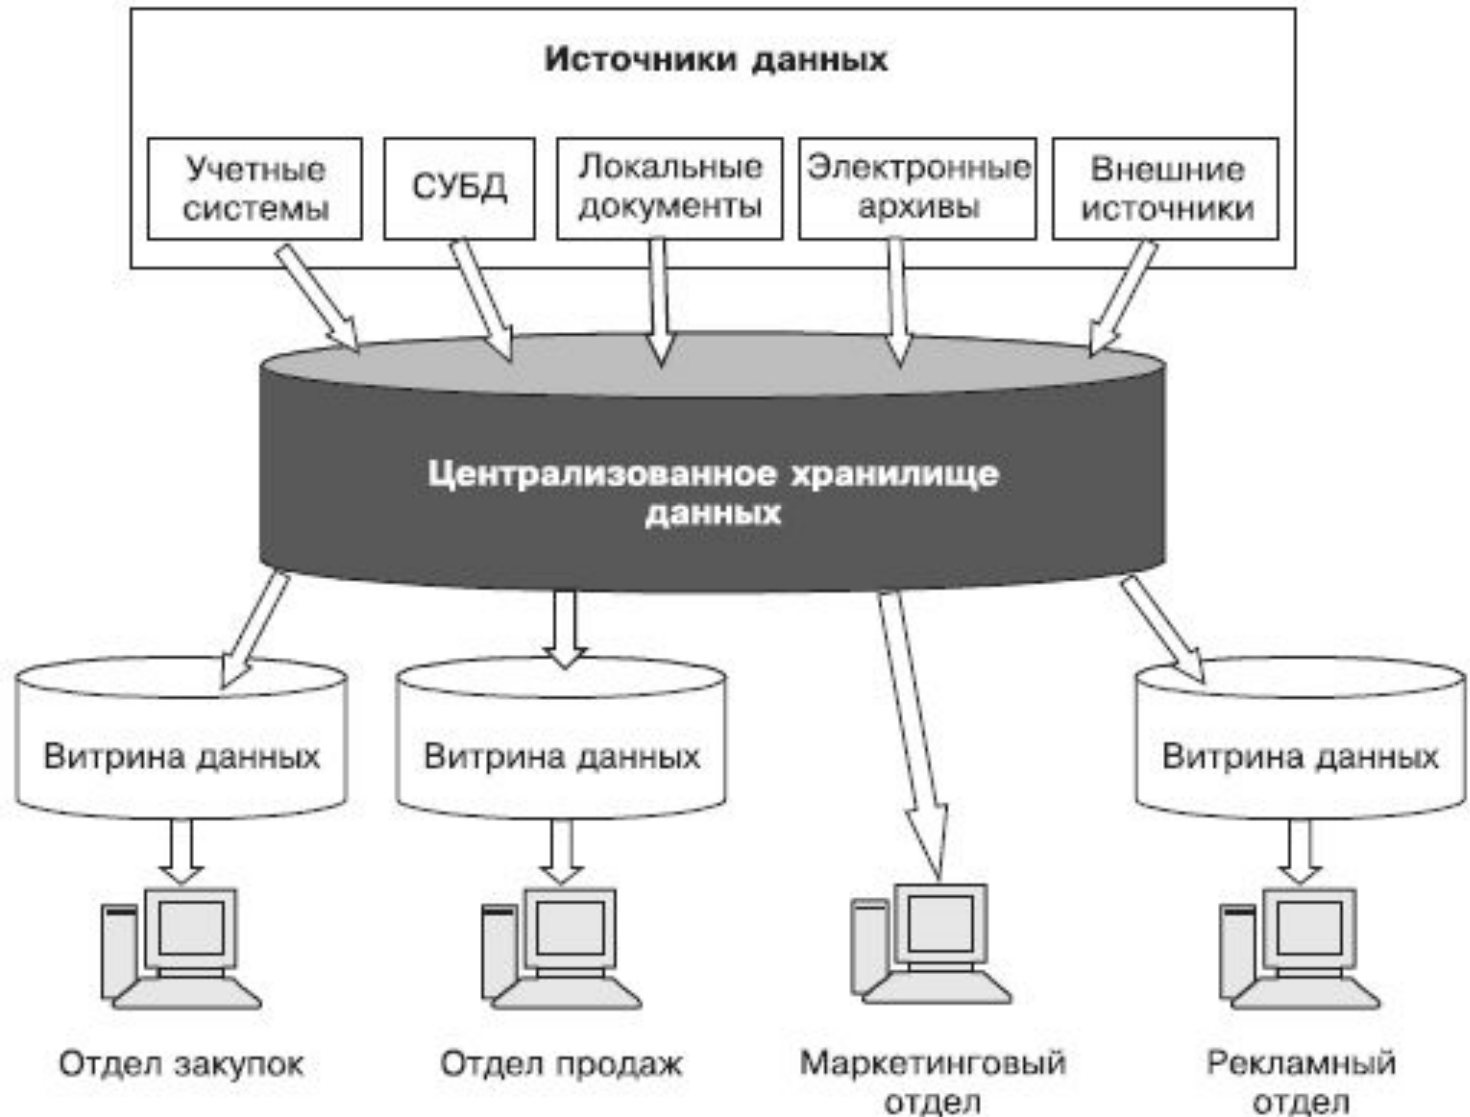 Источники данных
Учетные
системы
СУБД
Локальные
документы
Электронные
архивы
Внешние
источники
Централизованное хранилище
данных
Витрина данных
Витрина данных
Витрина данных
Отдел закупок
Отдел продаж
Маркетинговый
отдел
Рекламный
отдел